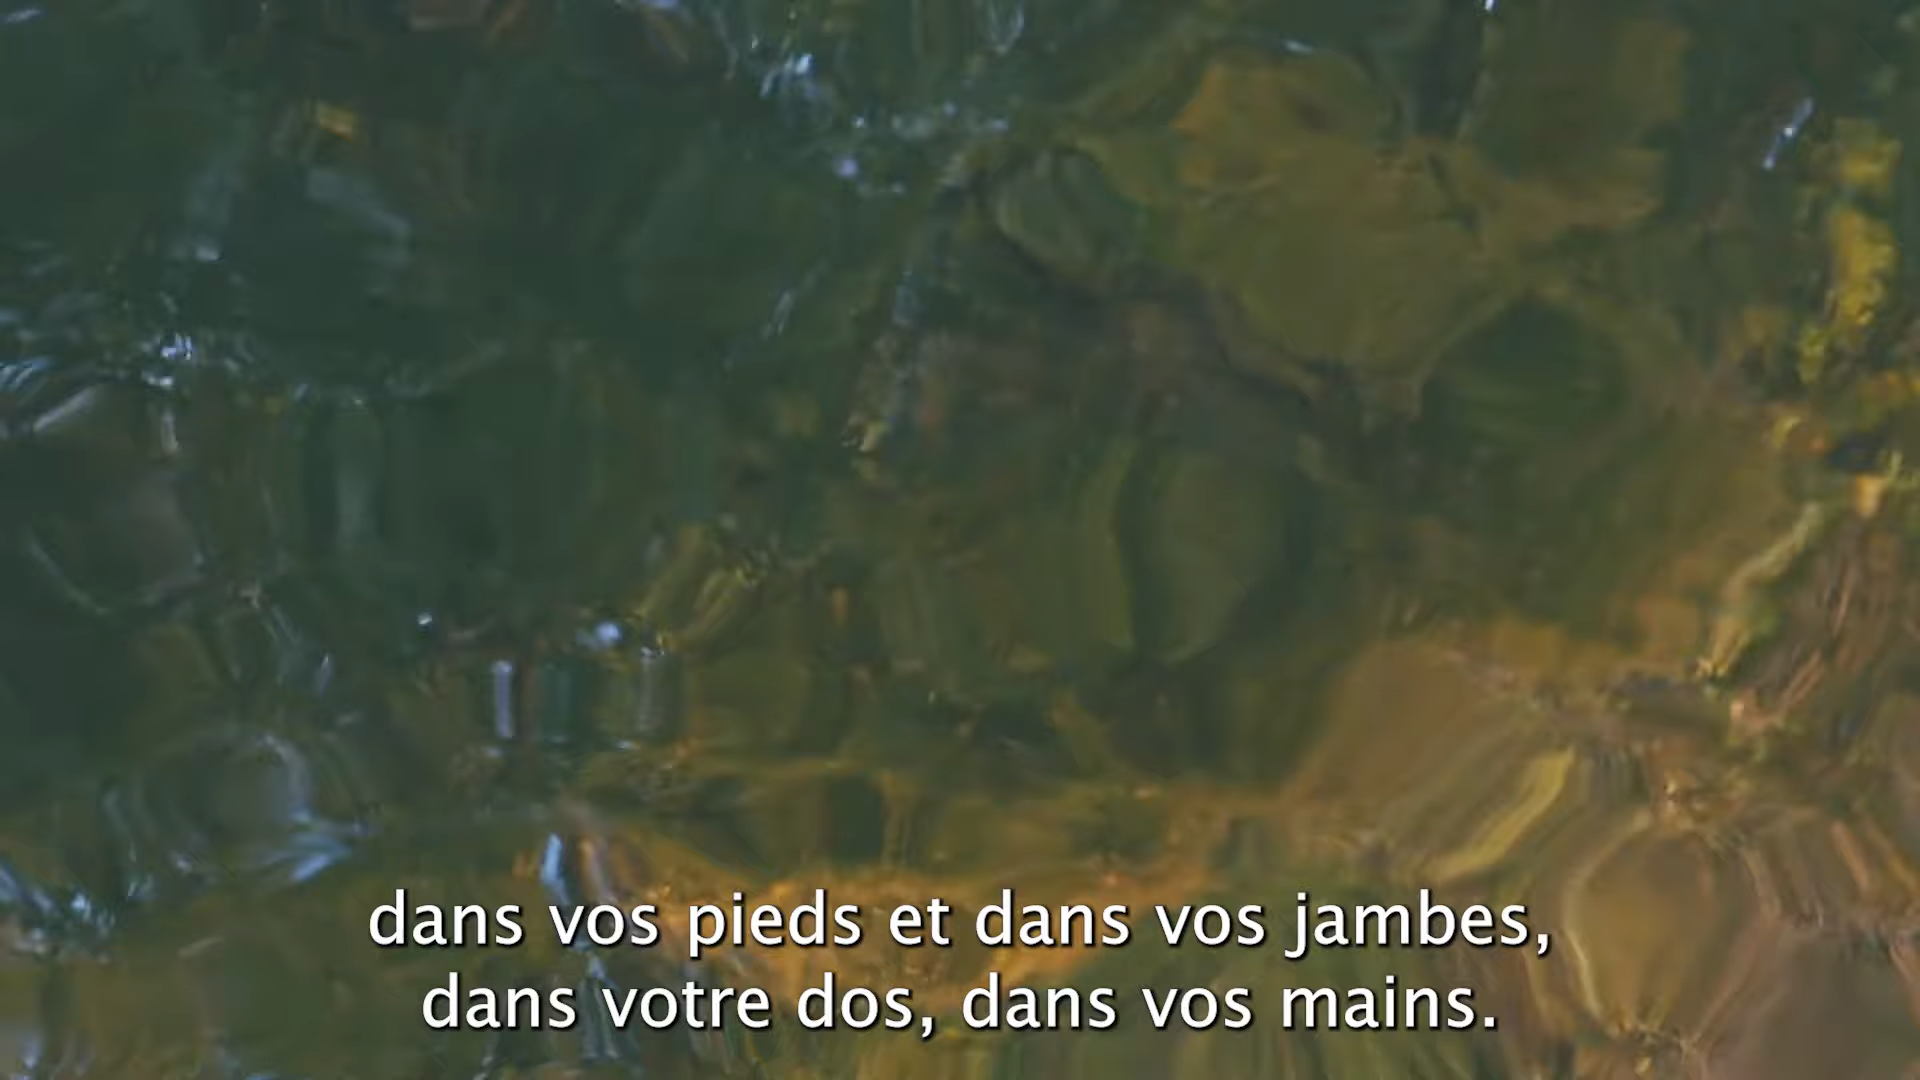 dans vos pieds et dans vos jambes,
dans votre dos, dans vos mains.